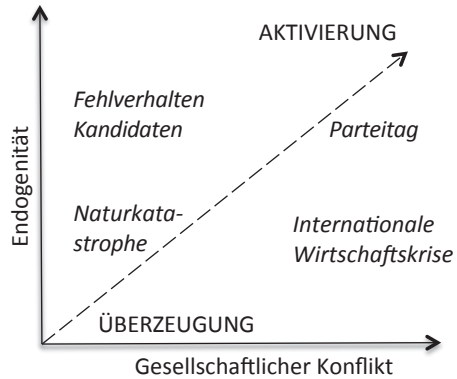 AKTIVIERUNG
Fehlverhalten
Kandidaten
Parteitag
Endogenität
Naturkata-
strophe
Internationale
Wirtschaftskrise
ÜBERZEUGUNG
Gesellschaftlicher Konflikt